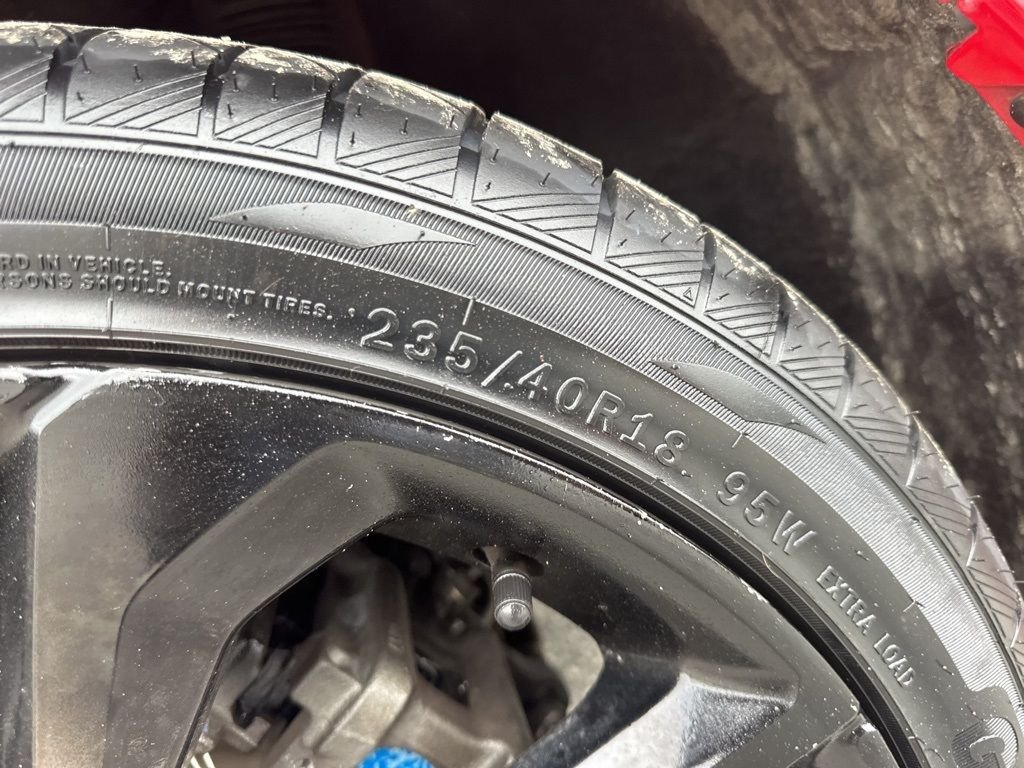 RD IN VEHICLE.
RSONS SHOULD MOUNT TIRES.
235/40R18 95W
EXTRA LOAD